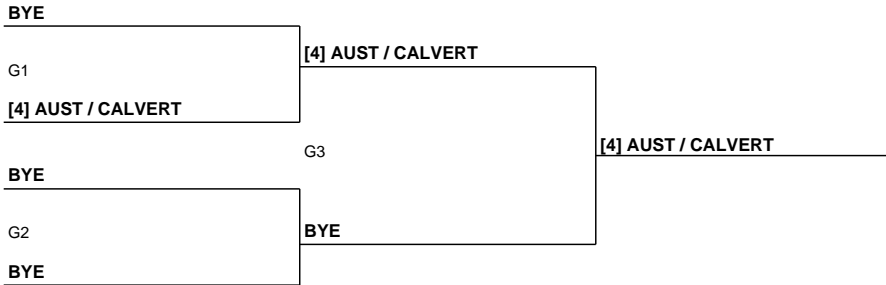 BYE
[4] AUST / CALVERT
G1
[4] AUST / CALVERT
G3
[4] AUST / CALVERT
BYE
G2
BYE
BYE